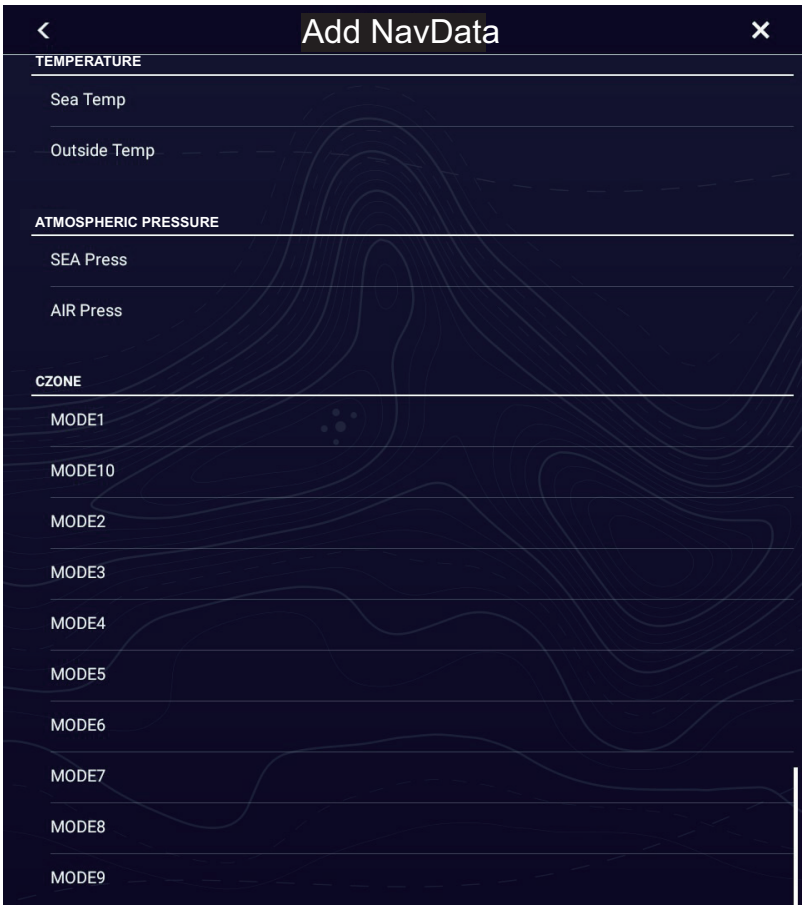 Add NavData
TEMPERATURE
Sea Temp
Outside Temp
ATMOSPHERIC PRESSURE
SEA Press
AIR Press
CZONE
MODE1
MODE10
MODE2
MODE3
MODE4
MODE5
MODE6
MODE7
MODE8
MODE9